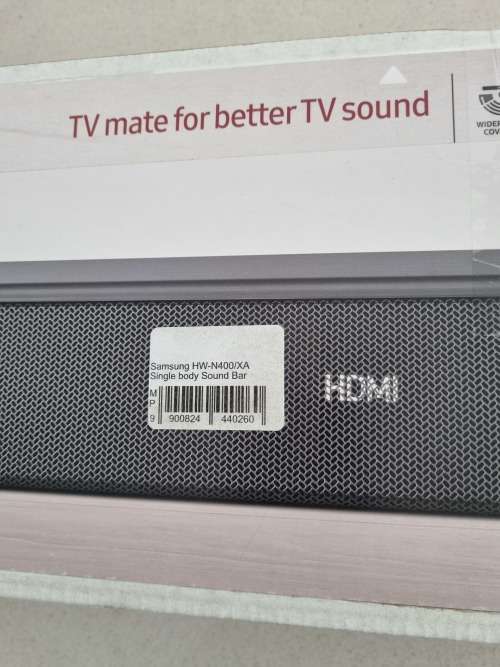 TV mate for better TV sound
WIDER
COV
Samsung HW-N400/XA
Single body Sound Bar
M
P
9 900824 440260
HDMI